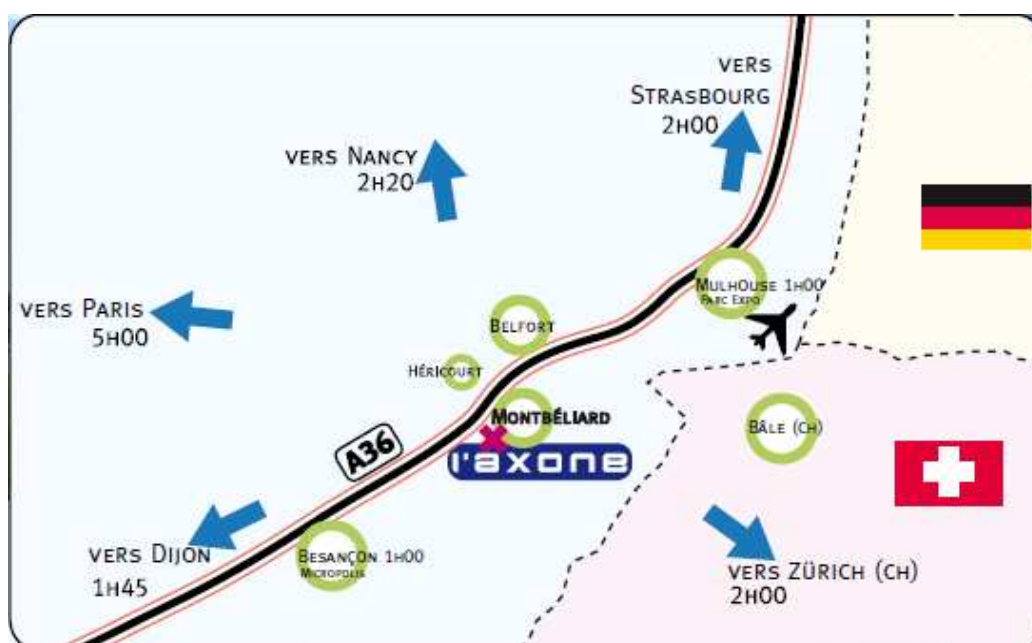 VERS
STRASBOURG
2H00
VERS NANCY
2H20
MULHOUSE 1H00
PARC EXPO
VERS PARIS
5H00
BELFORT
HÉRICOURT
MONTBÉLIARD
BÂLE (CH)
A36
l'axone
VERS DIJON
1H45
BESANÇON 1H00
MICROPOLIS
VERS ZÜRICH (CH)
2H00